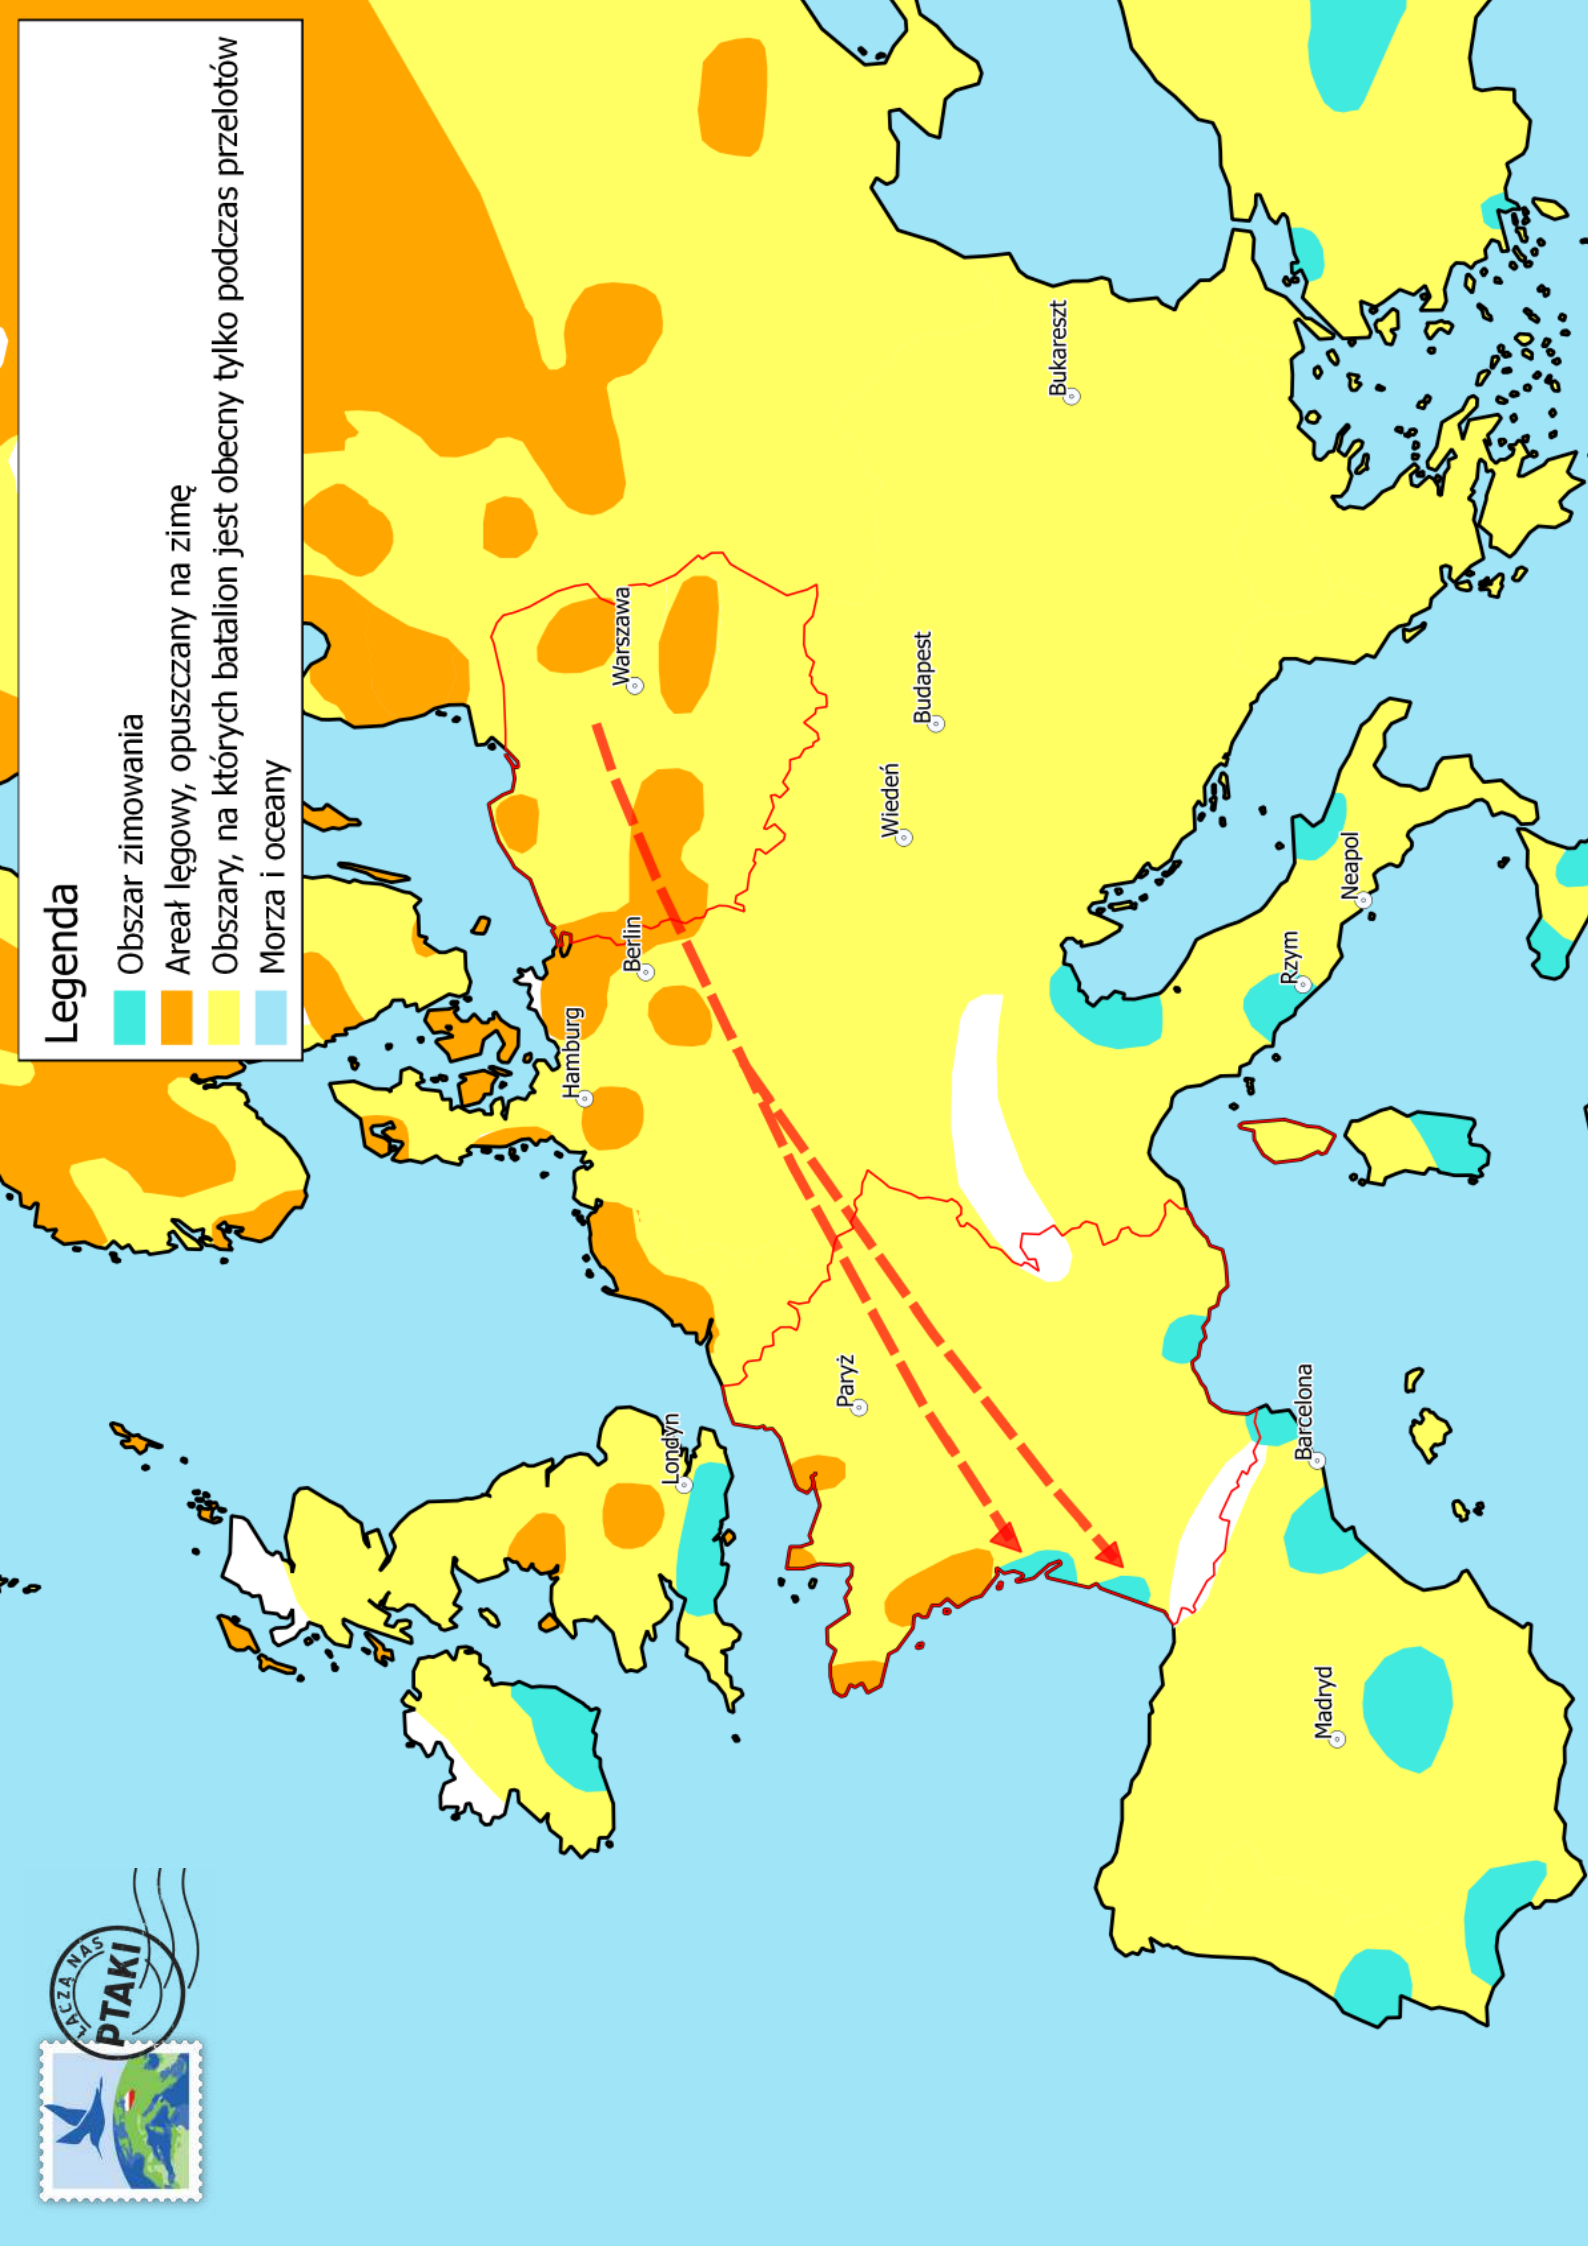 Legenda
Obszar zimowania
Areał lęgowy, opuszczany na zimę
Obszary, na których batalion jest obecny tylko podczas przelotów
Morza i oceany
ŁĄCZĄ NAS
PTAKI
Hamburg
Berlin
Warszawa
Londyn
Paryż
Wiedeń
Budapest
Bukareszt
Rzym
Neapol
Barcelona
Madryd